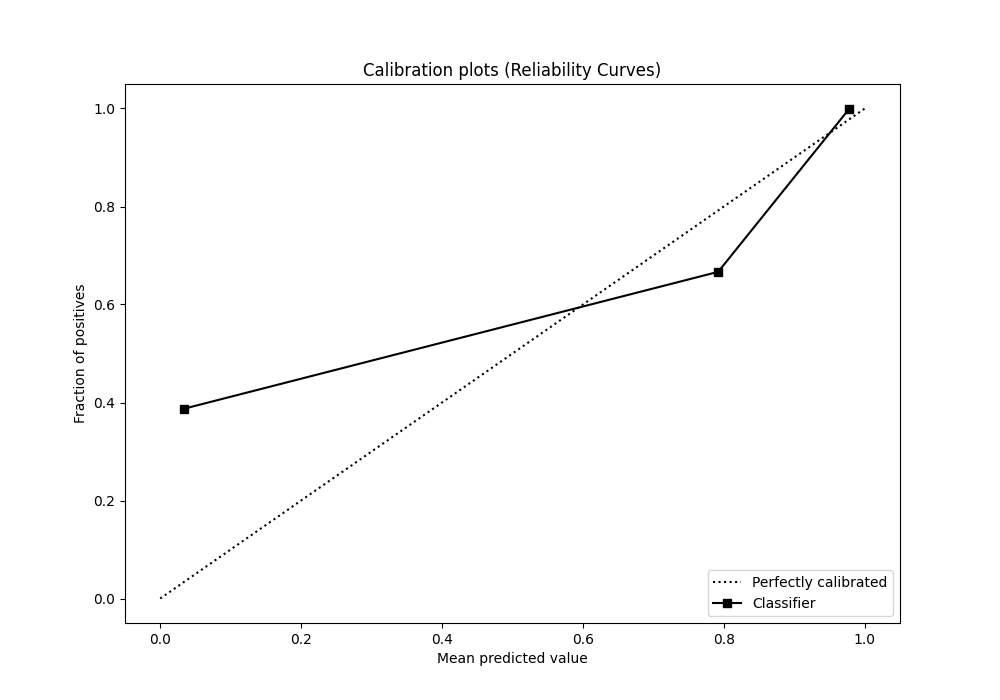 Calibration plots (Reliability Curves)
Fraction of positives
1.0
0.8
0.6
0.4
0.2
0.0
0.0 0.2 0.4 0.6 0.8 1.0
Mean predicted value
Perfectly calibrated
Classifier